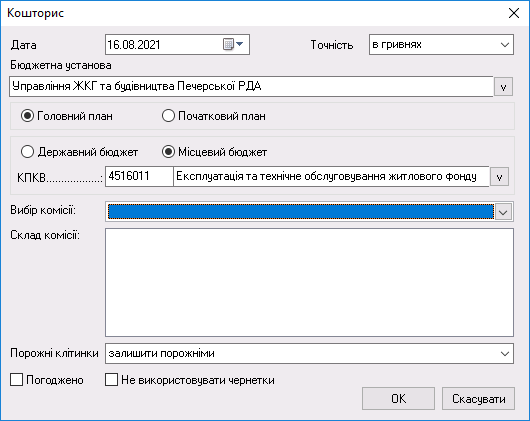 Кошторис
Дата 16.08.2021 Точність в гривнях
Бюджетна установа
Управління ЖКГ та будівництва Печерської РДА v
Головний план Початковий план
Державний бюджет Місцевий бюджет
КПКВ..................: 4516011 Експлуатація та технічне обслуговування житлового фонду v
Вибір комісії:
Склад комісії:
Порожні клітинки залишити порожніми
Погоджено Не використовувати чернетки
OK Скасувати